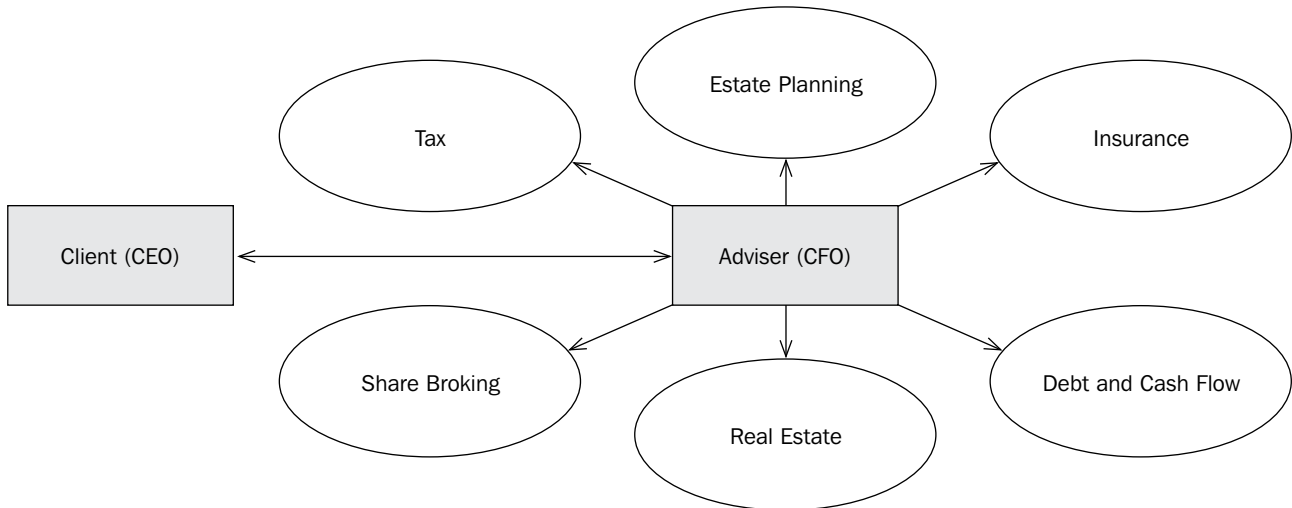 Estate Planning
Tax
Insurance
Client (CEO)
Adviser (CFO)
Share Broking
Debt and Cash Flow
Real Estate